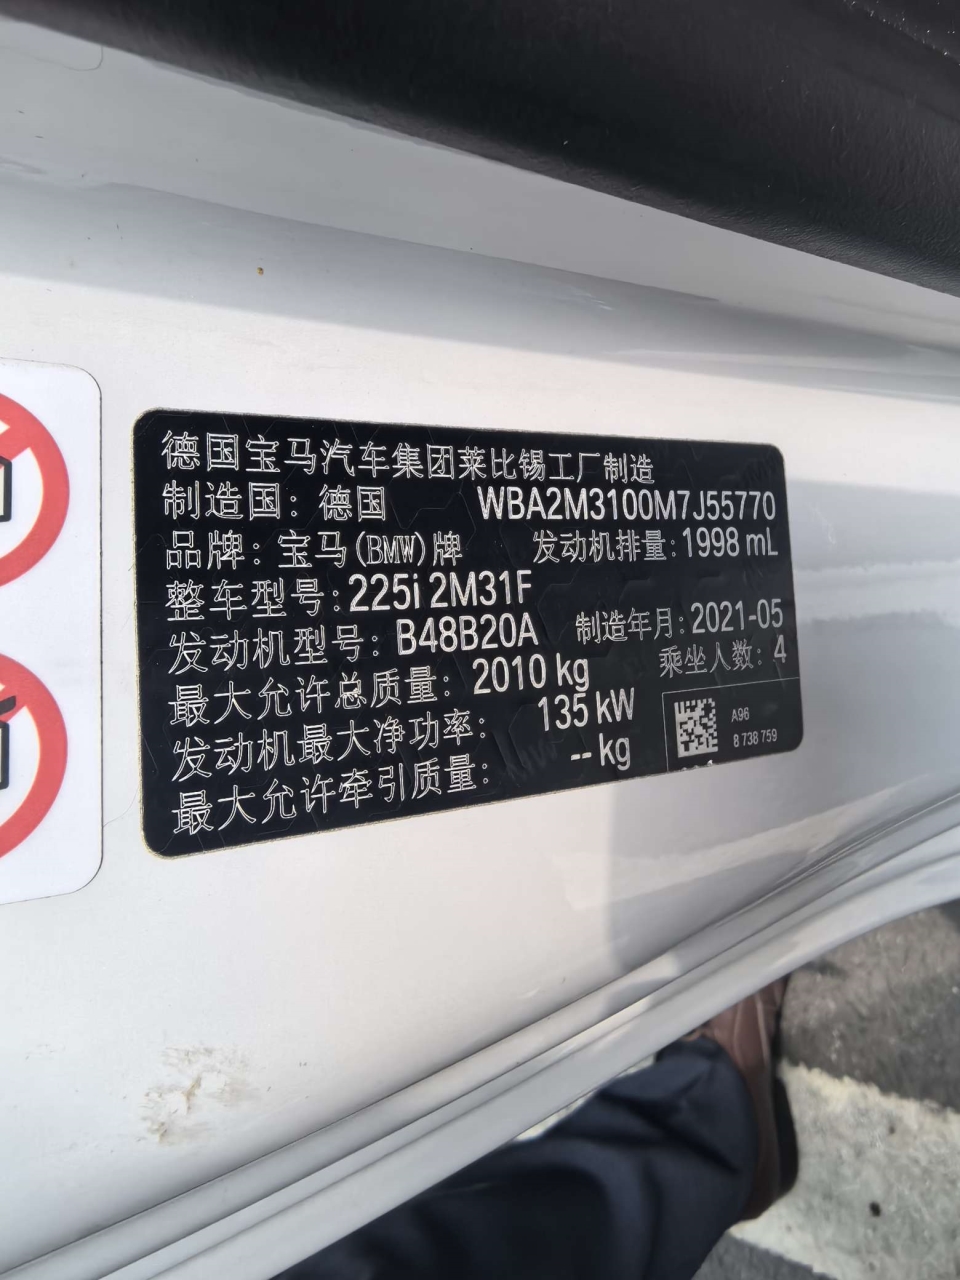 德国宝马汽车集团莱比锡工厂制造
制造国：德国 WBA2M3100M7J55770
品牌：宝马(BMW)牌 发动机排量:1998 mL
整车型号:225i 2M31F
发动机型号：B48B20A 制造年月:2021-05
最大允许总质量：2010 kg 乘坐人数：4
发动机最大净功率： 135 kW
最大允许牵引质量： -- kg
A96
8 738 759